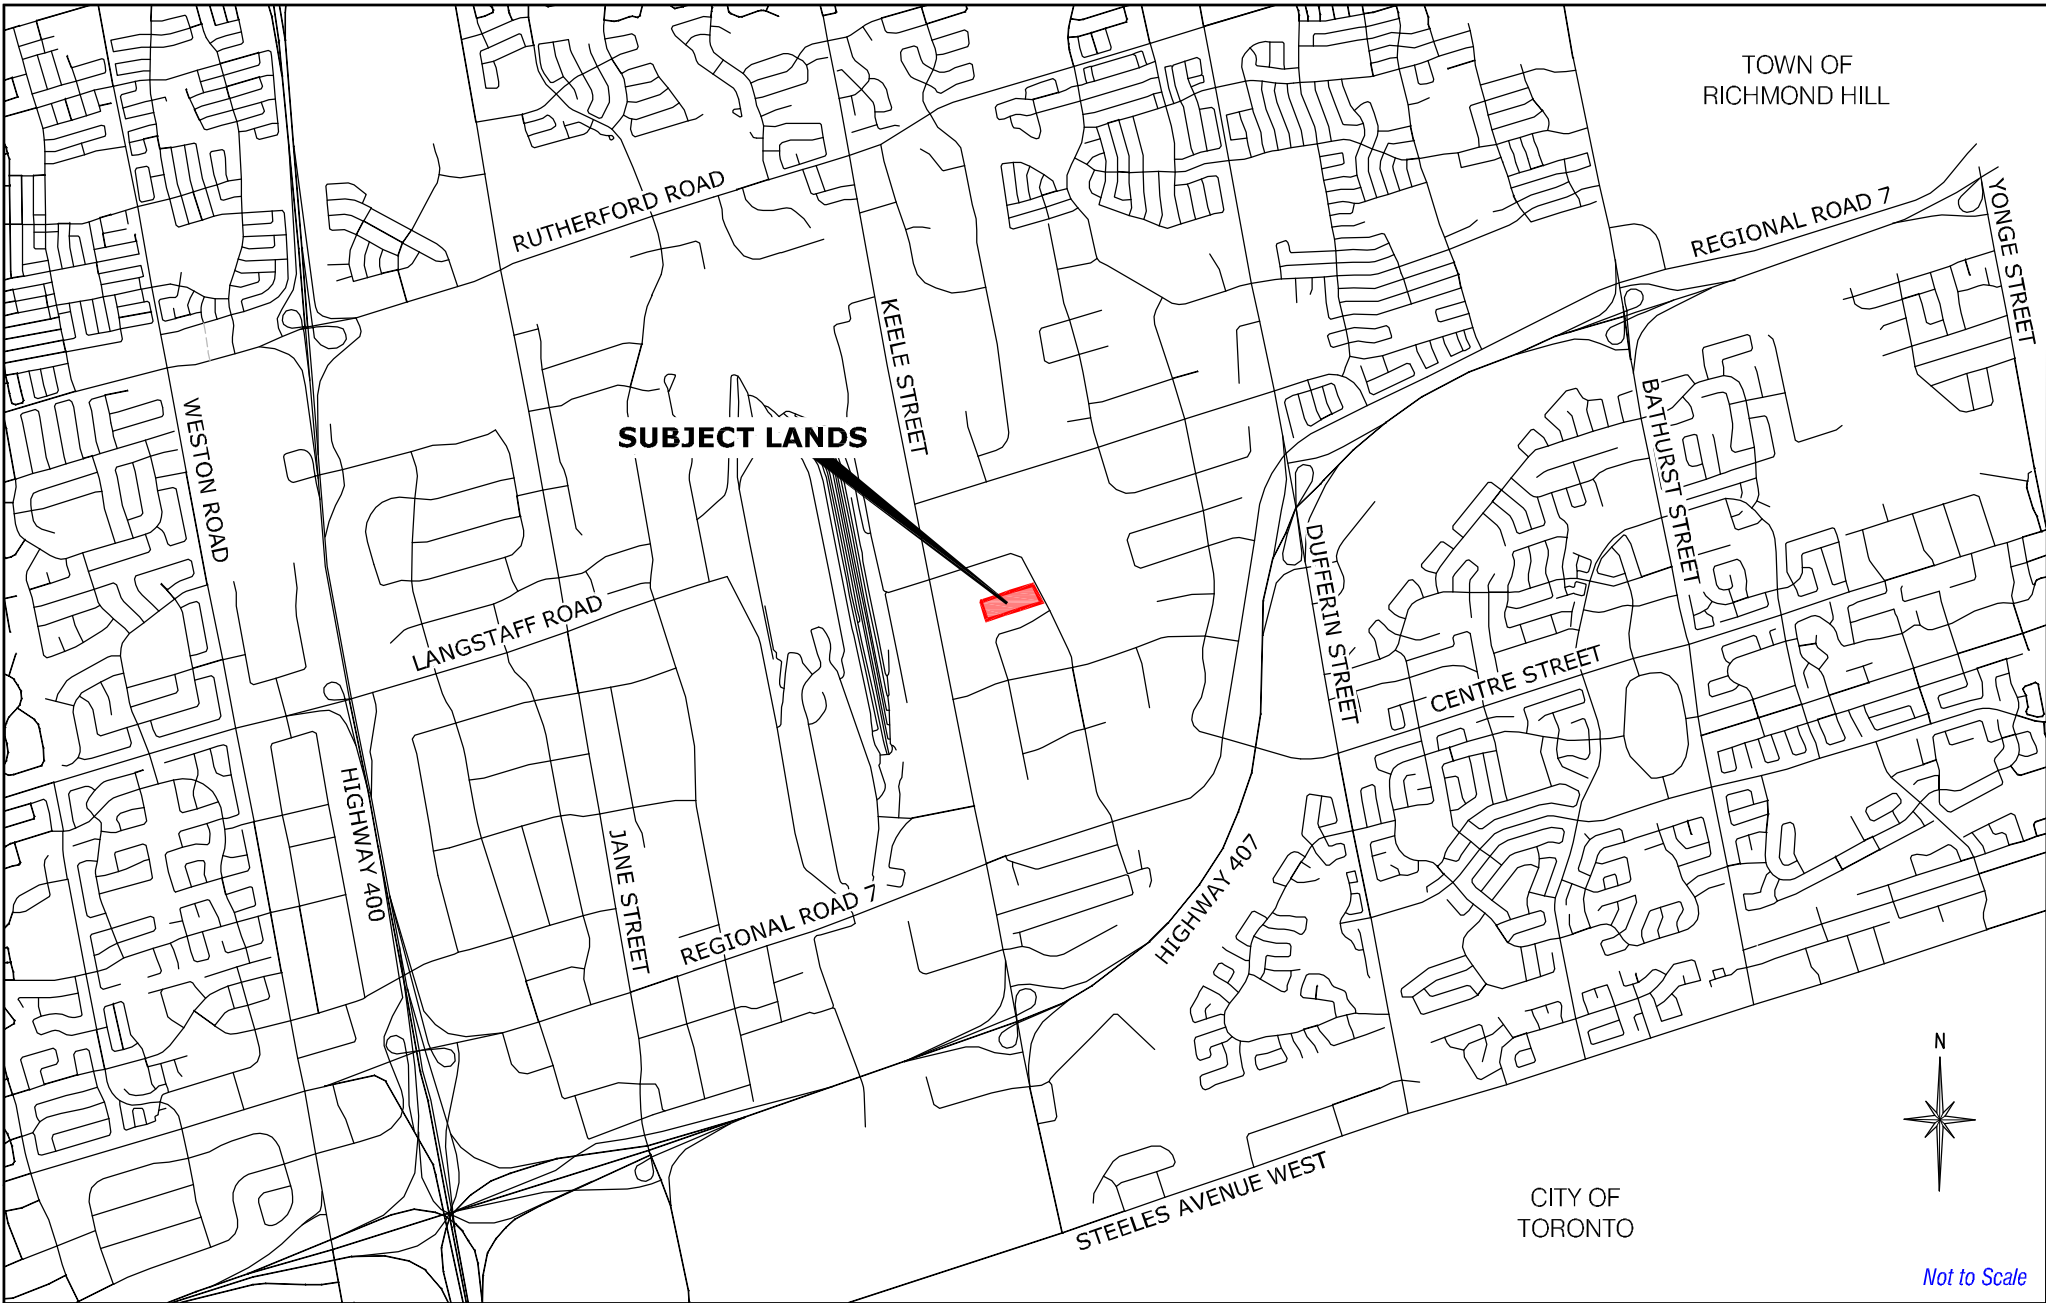 TOWN OF
RICHMOND HILL
RUTHERFORD ROAD
REGIONAL ROAD 7
YONGE STREET
KEELE STREET
WESTON ROAD
SUBJECT LANDS
BATHURST STREET
DUFFERIN STREET
LANGSTAFF ROAD
CENTRE STREET
HIGHWAY 400
JANE STREET
REGIONAL ROAD 7
HIGHWAY 407
N
STEELES AVENUE WEST
CITY OF
TORONTO
Not to Scale